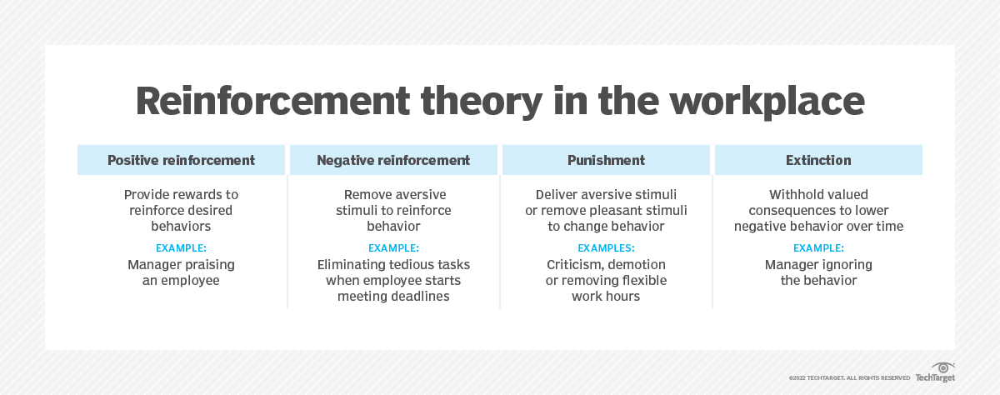 Reinforcement theory in the workplace
Positive reinforcement
Provide rewards to
reinforce desired
behaviors
EXAMPLE:
Manager praising
an employee
Negative reinforcement
Remove aversive
stimuli to reinforce
behavior
EXAMPLE:
Eliminating tedious tasks
when employee starts
meeting deadlines
Punishment
Deliver aversive stimuli
or remove pleasant stimuli
to change behavior
EXAMPLES:
Criticism, demotion
or removing flexible
work hours
Extinction
Withhold valued
consequences to lower
negative behavior over time
EXAMPLE:
Manager ignoring
the behavior
©2022 TECHTARGET. ALL RIGHTS RESERVED
TechTarget